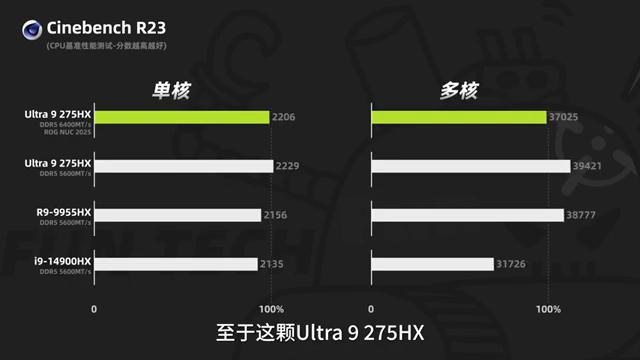 Cinebench R23
(CPU基准性能测试-分数越高越好)
单核
多核
Ultra 9 275HX
DDR5 6400MT/s
ROG NUC 2025
2206
37025
Ultra 9 275HX
DDR5 5600MT/s
2229
39421
R9-9955HX
DDR5 5600MT/s
2156
38777
i9-14900HX
DDR5 5600MT/s
2135
31726
0
100%
0
100%
FUN TECH
至于这颗Ultra 9 275HX